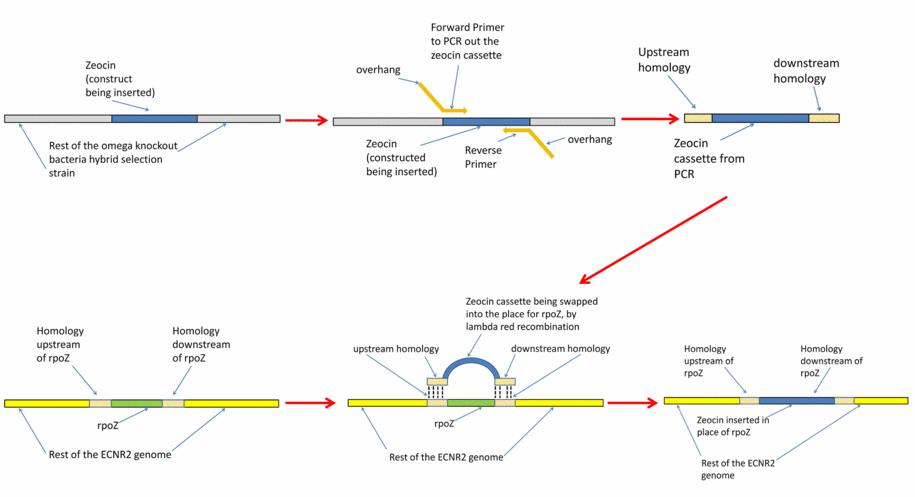 Zeocin
(construct
being inserted)
Rest of the omega knockout
bacteria hybrid selection
strain
Forward Primer
to PCR out the
zeocin cassette
overhang
Zeocin
(constructed
being inserted)
Reverse
Primer
overhang
Upstream
homology
downstream
homology
Zeocin
cassette from
PCR
Homology
upstream
of rpoZ
Homology
downstream
of rpoZ
rpoZ
Rest of the ECNR2 genome
Zeocin cassette being swapped
into the place for rpoZ, by
lambda red recombination
upstream homology
downstream homology
rpoZ
Rest of the ECNR2 genome
Homology
upstream of
rpoZ
Homology
downstream of
rpoZ
Zeocin inserted in
place of rpoZ
Rest of the ECNR2
genome